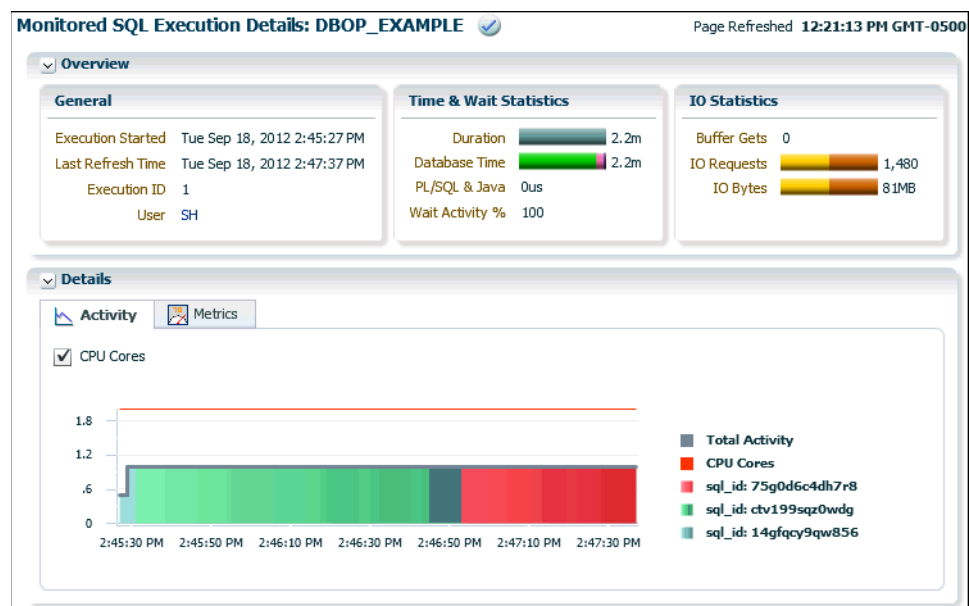 Monitored SQL Execution Details: DBOP_EXAMPLE
Page Refreshed 12:21:13 PM GMT-0500
Overview
General
Execution Started Tue Sep 18, 2012 2:45:27 PM
Last Refresh Time Tue Sep 18, 2012 2:47:37 PM
Execution ID 1
User SH
Time & Wait Statistics
Duration 2.2m
Database Time 2.2m
PL/SQL & Java 0us
Wait Activity % 100
IO Statistics
Buffer Gets 0
IO Requests 1,480
IO Bytes 81MB
Details
Activity
Metrics
CPU Cores
1.8
1.2
.6
0
2:45:30 PM 2:45:50 PM 2:46:10 PM 2:46:30 PM 2:46:50 PM 2:47:10 PM 2:47:30 PM
Total Activity
CPU Cores
sql_id: 75g0d6c4dh7r8
sql_id: ctv199sqz0wdg
sql_id: 14gfqcy9qw856